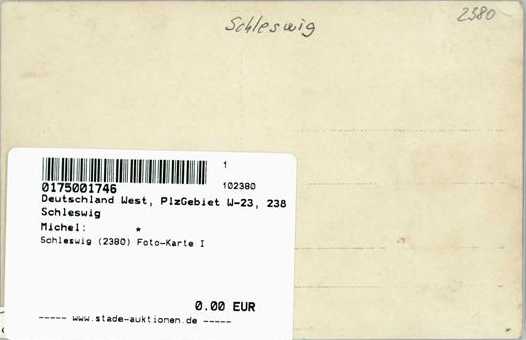 Schleswig
2380
1
0175001746
102380
Deutschland West, PlzGebiet W-23, 238
Schleswig
Michel: *
Schleswig (2380) Foto-Karte I
0.00 EUR
----- www.stade-auktionen.de -----